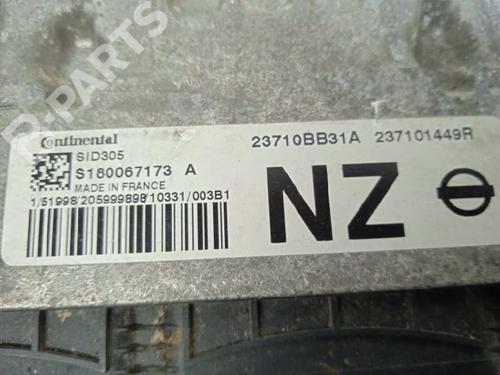 B-PARTS
Continental
SID305
23710BB31A 237101449R
S180067173 A
MADE IN FRANCE
1/51998/205999898/10331/003B1
NZ